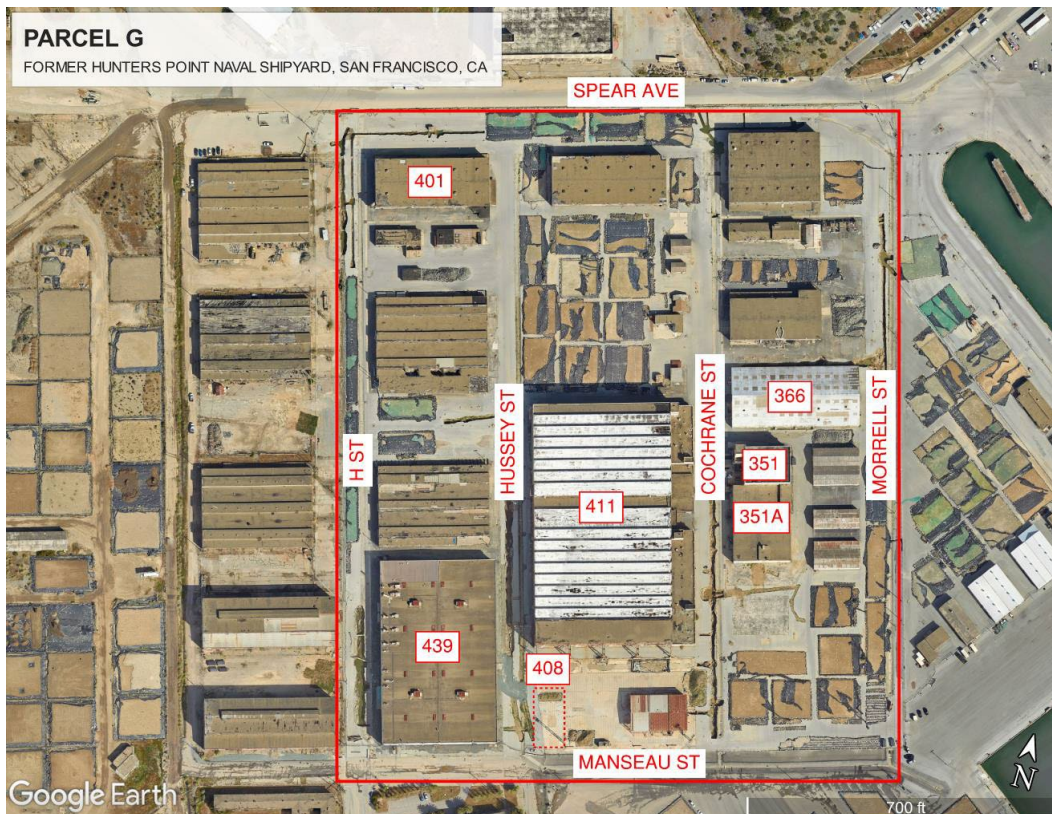 PARCEL G
FORMER HUNTERS POINT NAVAL SHIPYARD, SAN FRANCISCO, CA
SPEAR AVE
401
366
H ST
HUSSEY ST
COCHRANE ST
MORRELL ST
351
411
351A
439
408
MANSEAU ST
N
Google Earth
700 ft